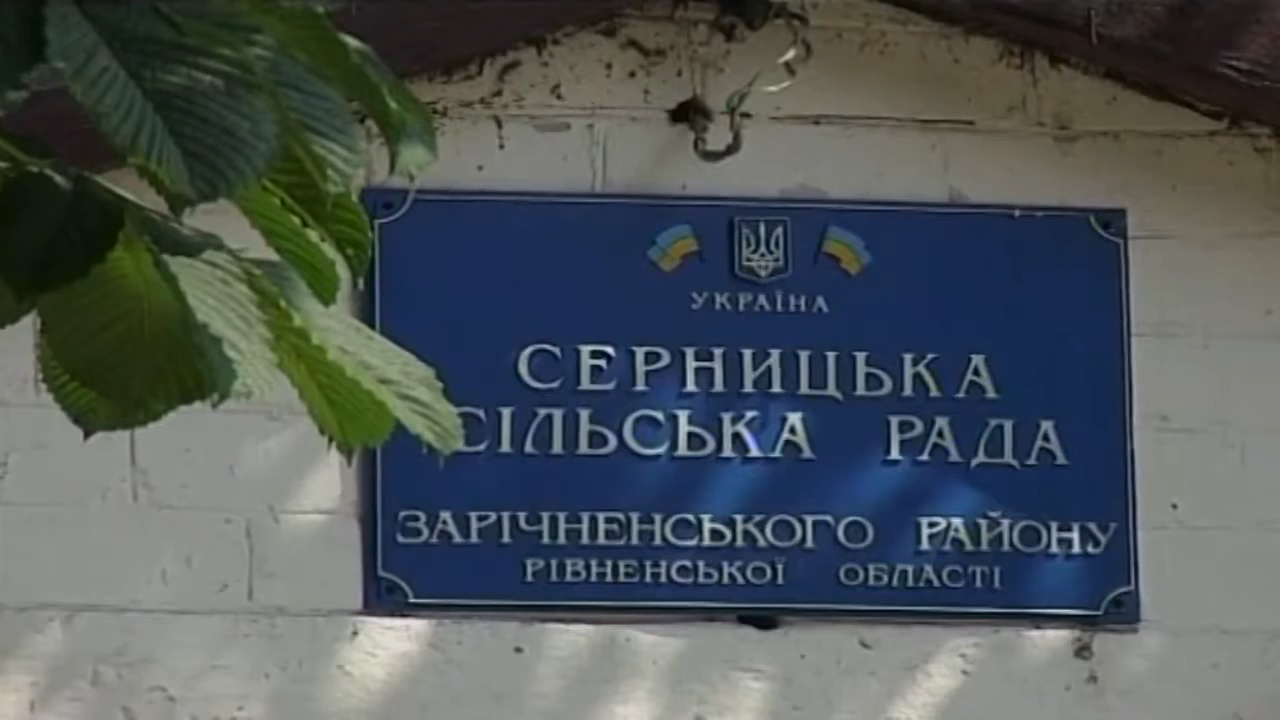 УКРАЇНА
СЕРНИЦЬКА
СІЛЬСЬКА РАДА
ЗАРІЧНЕНСЬКОГО РАЙОНУ
РІВНЕНСЬКОЇ ОБЛАСТІ